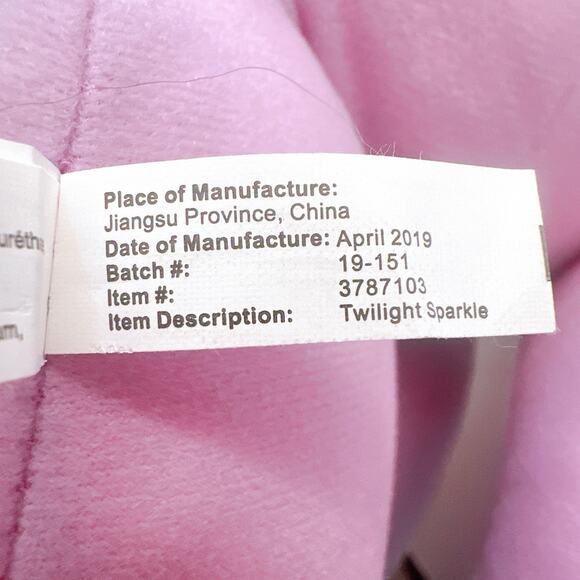 Place of Manufacture:
Jiangsu Province, China
Date of Manufacture: April 2019
Batch #: 19-151
Item #: 3787103
Item Description: Twilight Sparkle